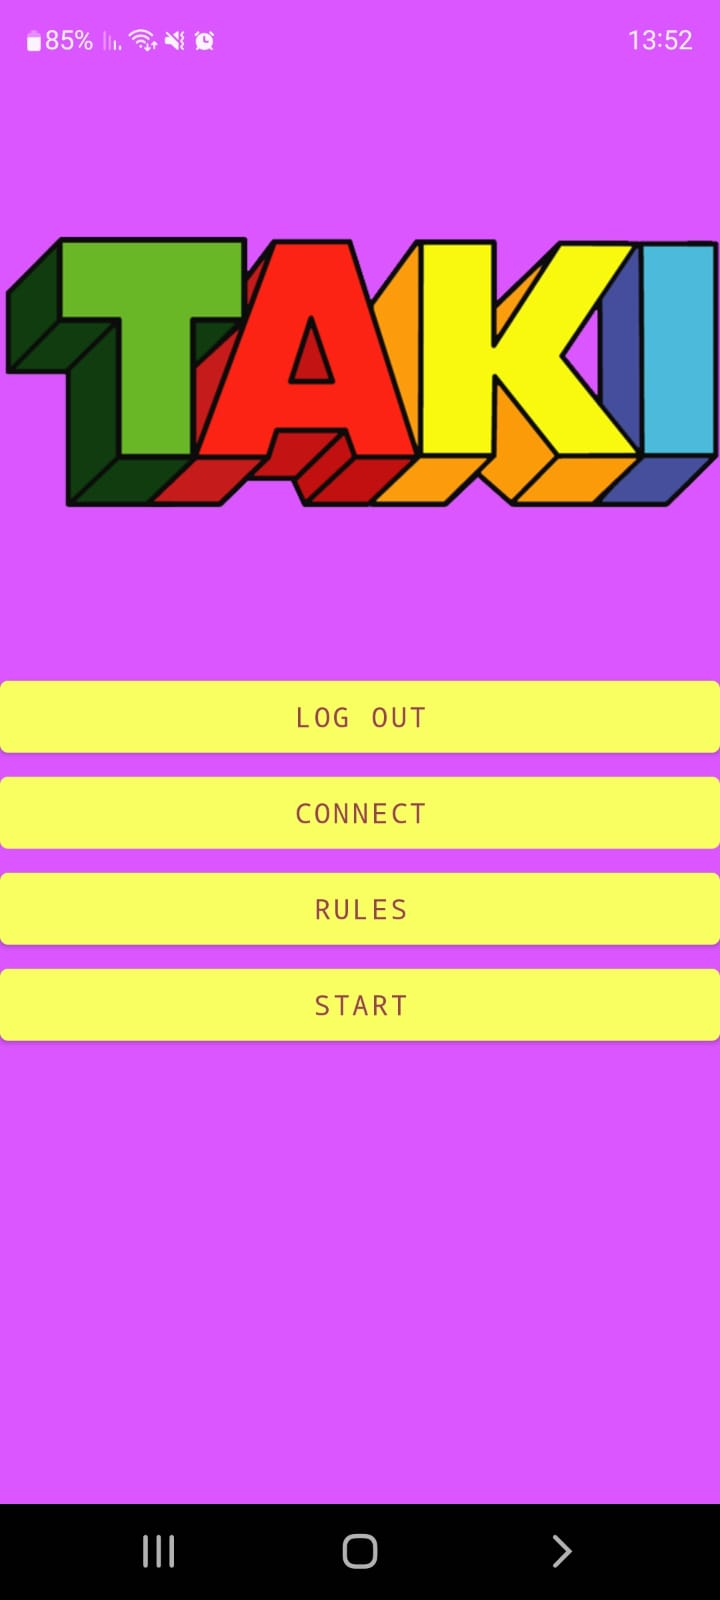 85%
13:52
TAKI
LOG OUT
CONNECT
RULES
START